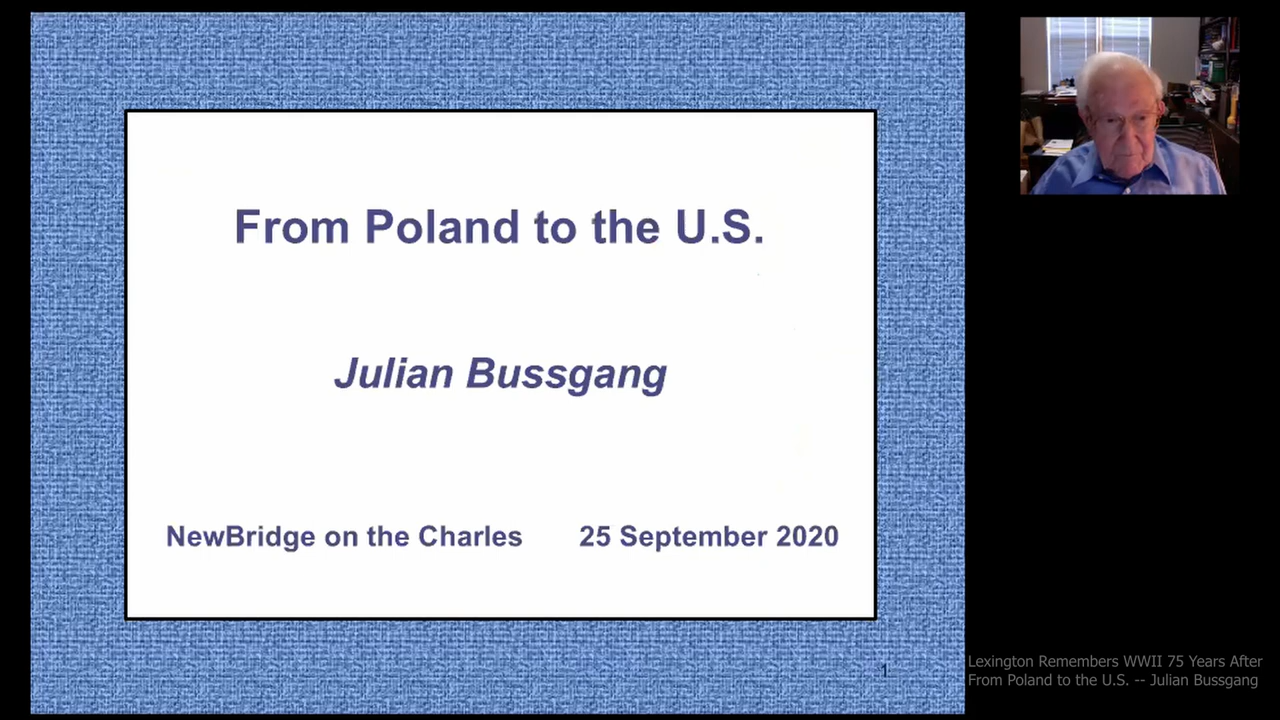 From Poland to the U.S.
Julian Bussgang
NewBridge on the Charles 25 September 2020
1
Lexington Remembers WWII 75 Years After
From Poland to the U.S. -- Julian Bussgang